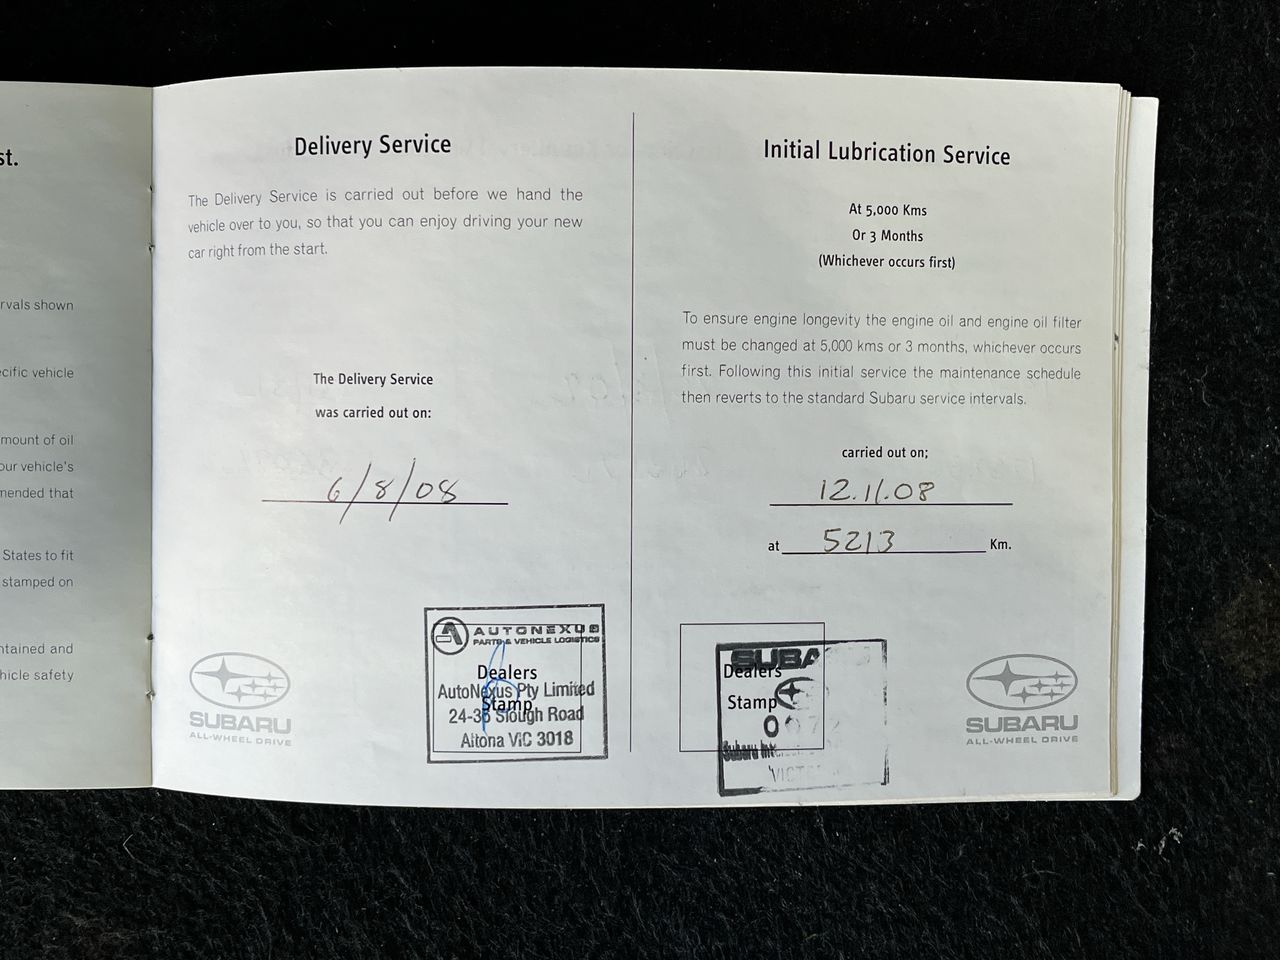 st.
rvals shown
ecific vehicle
mount of oil
our vehicle's
mended that
States to fit
stamped on
ntained and
hicle safety
Delivery Service
The Delivery Service is carried out before we hand the
vehicle over to you, so that you can enjoy driving your new
car right from the start.
The Delivery Service
was carried out on:
6/8/08
SUBARU
ALL-WHEEL DRIVE
AUTONEXUS
PARTS & VEHICLE LOGISTICS
Dealers
AutoNexus Pty Limited
Stamp
24-36 Slough Road
Altona VIC 3018
Initial Lubrication Service
At 5,000 Kms
Or 3 Months
(Whichever occurs first)
To ensure engine longevity the engine oil and engine oil filter
must be changed at 5,000 kms or 3 months, whichever occurs
first. Following this initial service the maintenance schedule
then reverts to the standard Subaru service intervals.
carried out on;
12.11.08
at 5213 Km.
SUBA
Dealers
Stamp
Subaru
SUBARU
ALL-WHEEL DRIVE